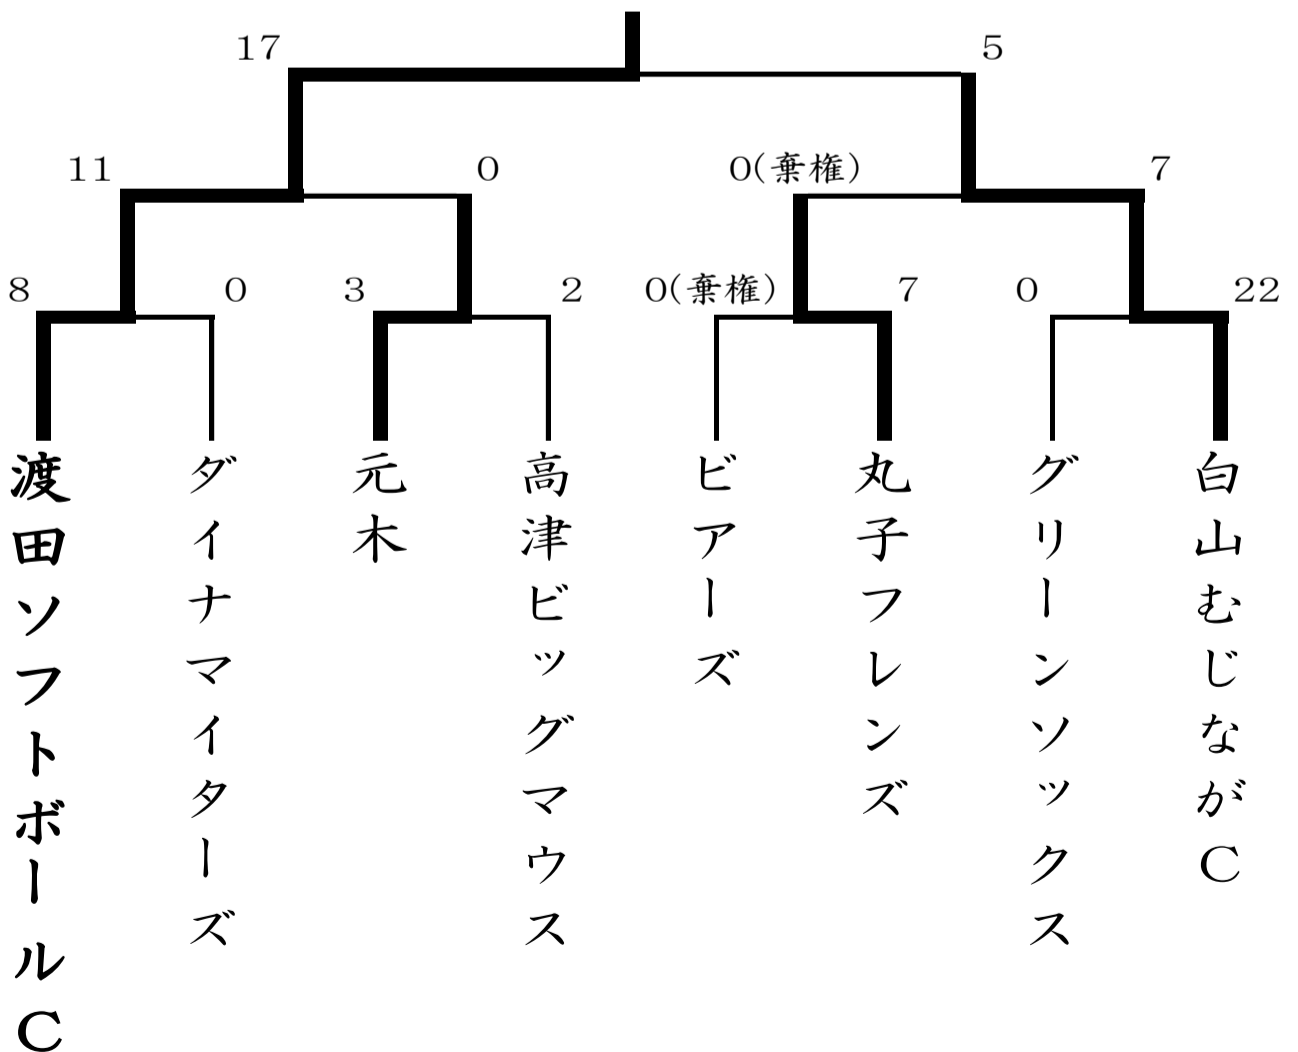 17 5
11 0 0(棄権) 7
8 0 3 2 0(棄権) 7 0 22
渡田ソフトボールC
ダイナマイターズ
元木
高津ビッグマウス
ビアーズ
丸子フレンズ
グリーンソックス
白山むじながC